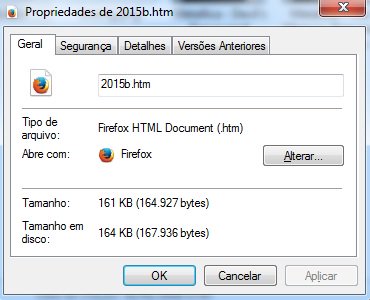 Propriedades de 2015b.htm
Geral Segurança Detalhes Versões Anteriores
2015b.htm
Tipo de
arquivo: Firefox HTML Document (.htm)
Abre com: Firefox Alterar...
Tamanho: 161 KB (164.927 bytes)
Tamanho em
disco: 164 KB (167.936 bytes)
OK Cancelar Aplicar